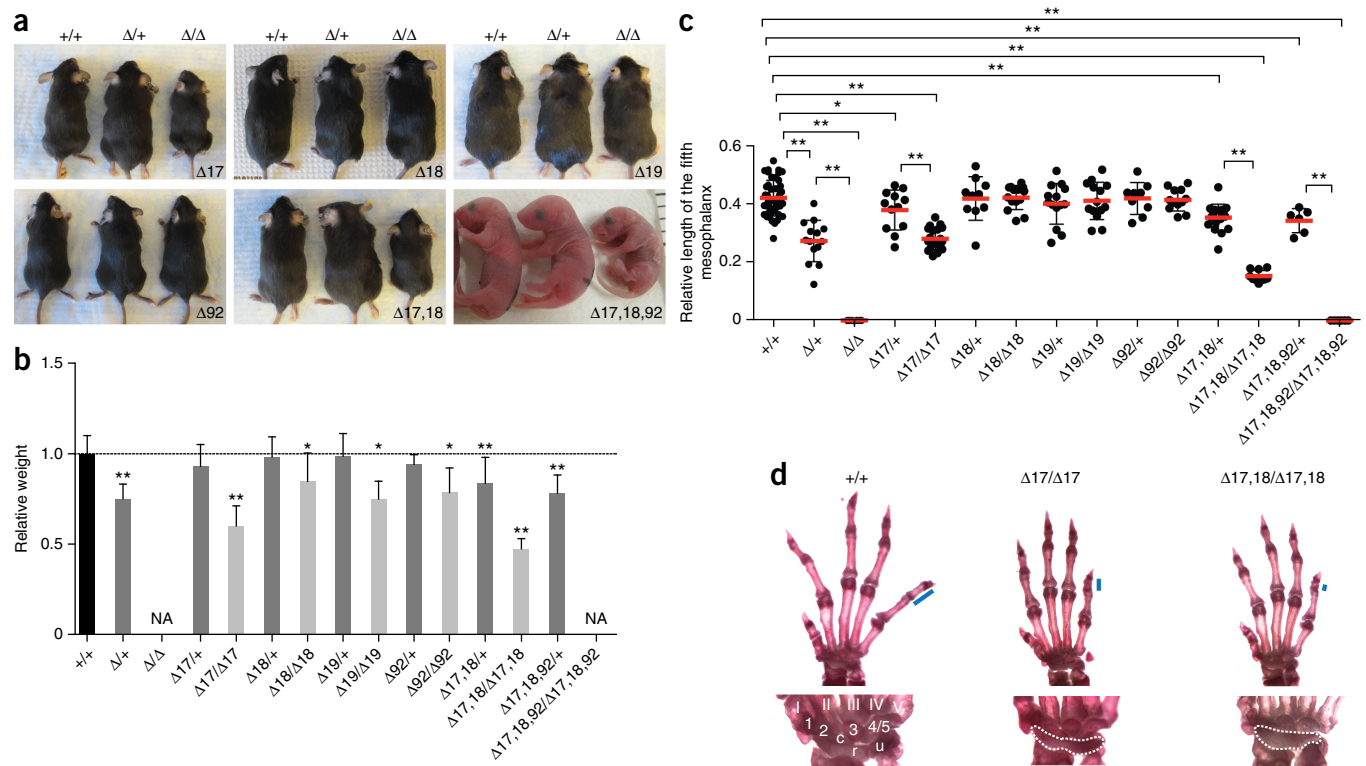 a
+/+ Δ/+ Δ/Δ +/+ Δ/+ Δ/Δ +/+ Δ/+ Δ/Δ
Δ17 Δ18 Δ19
Δ92 Δ17,18 Δ17,18,92
b
Relative weight
1.5
1.0
0.5
0
** NA ** * * * ** ** ** NA
+/+
Δ/+
Δ/Δ
Δ17/+
Δ17/Δ17
Δ18/+
Δ18/Δ18
Δ19/+
Δ19/Δ19
Δ92/+
Δ92/Δ92
Δ17,18/+
Δ17,18/Δ17,18
Δ17,18,92/+
Δ17,18,92/Δ17,18,92
c
**
**
**
**
**
*
**
** ** ** ** **
Relative length of the fifth
mesophalanx
0.6
0.4
0.2
0
+/+
Δ/+
Δ/Δ
Δ17/+
Δ17/Δ17
Δ18/+
Δ18/Δ18
Δ19/+
Δ19/Δ19
Δ92/+
Δ92/Δ92
Δ17,18/+
Δ17,18/Δ17,18
Δ17,18,92/+
Δ17,18,92/Δ17,18,92
d
+/+ Δ17/Δ17 Δ17,18/Δ17,18
I II III IV V
1 2 c 3 4/5
r u